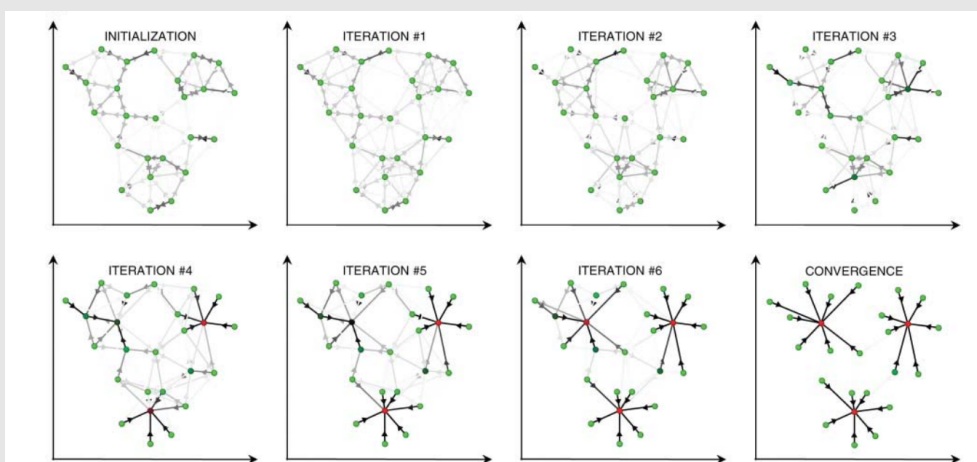 INITIALIZATION
ITERATION #1
ITERATION #2
ITERATION #3
ITERATION #4
ITERATION #5
ITERATION #6
CONVERGENCE